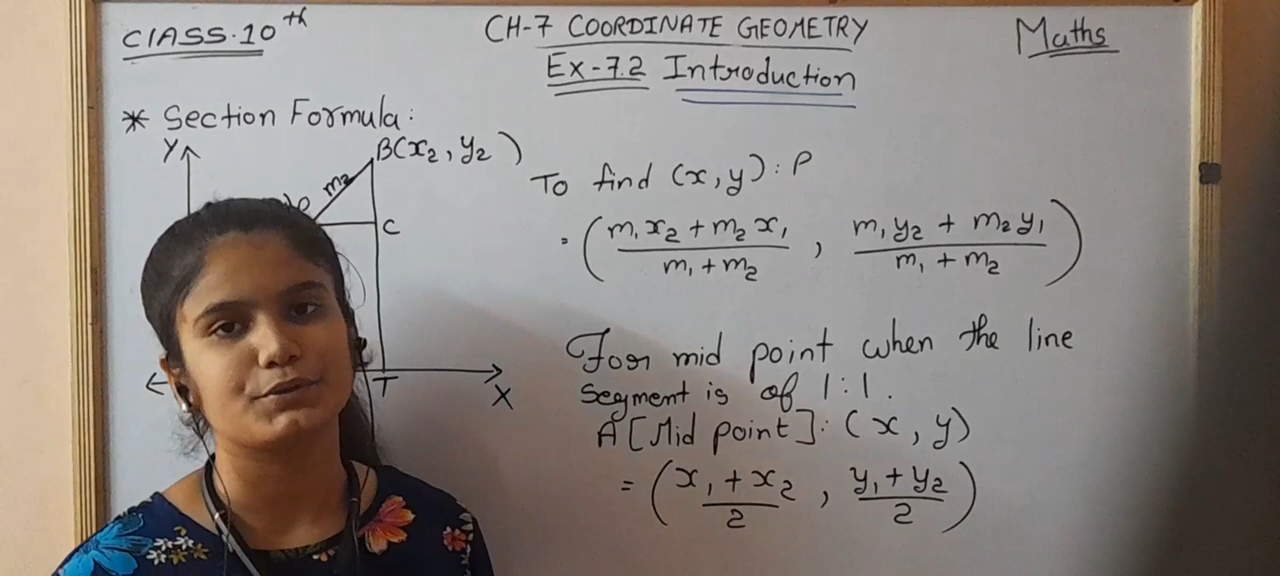 CLASS.10th
CH-7 COORDINATE GEOMETRY
Maths
Ex-7.2 Introduction
* Section Formula:
Y
B(x₂, y₂)
m₂
C
T
X
To find (x, y): P
= (m₁x₂ + m₂x₁ / m₁ + m₂, m₁y₂ + m₂y₁ / m₁ + m₂)
For mid point when the line
segment is of 1:1.
A [Mid point]: (x, y)
= (x₁ + x₂ / 2, y₁ + y₂ / 2)